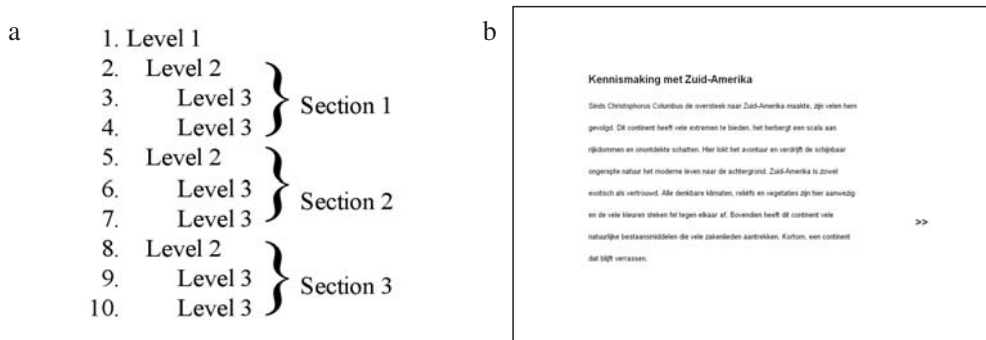 a
1. Level 1
2. Level 2
3. Level 3
4. Level 3
Section 1
5. Level 2
6. Level 3
7. Level 3
Section 2
8. Level 2
9. Level 3
10. Level 3
Section 3
b
Kennismaking met Zuid-Amerika
Sinds Christophorus Columbus de oversteek naar Zuid-Amerika maakte, zijn velen hem
gevolgd. Dit continent heeft vele extremen te bieden, het herbergt een scala aan
rijkdommen en onontdekte schatten. Hier lokt het avontuur en verdrijft de schijnbaar
ongerepte natuur het moderne leven naar de achtergrond. Zuid-Amerika is zowel
exotisch als vertrouwd. Alle denkbare klimaten, reliëfs en vegetaties zijn hier aanwezig
en de vele kleuren steken fel tegen elkaar af. Bovendien heeft dit continent vele
natuurlijke bestaansmiddelen die vele zakenlieden aantrekken. Kortom, een continent
dat blijft verrassen.
>>